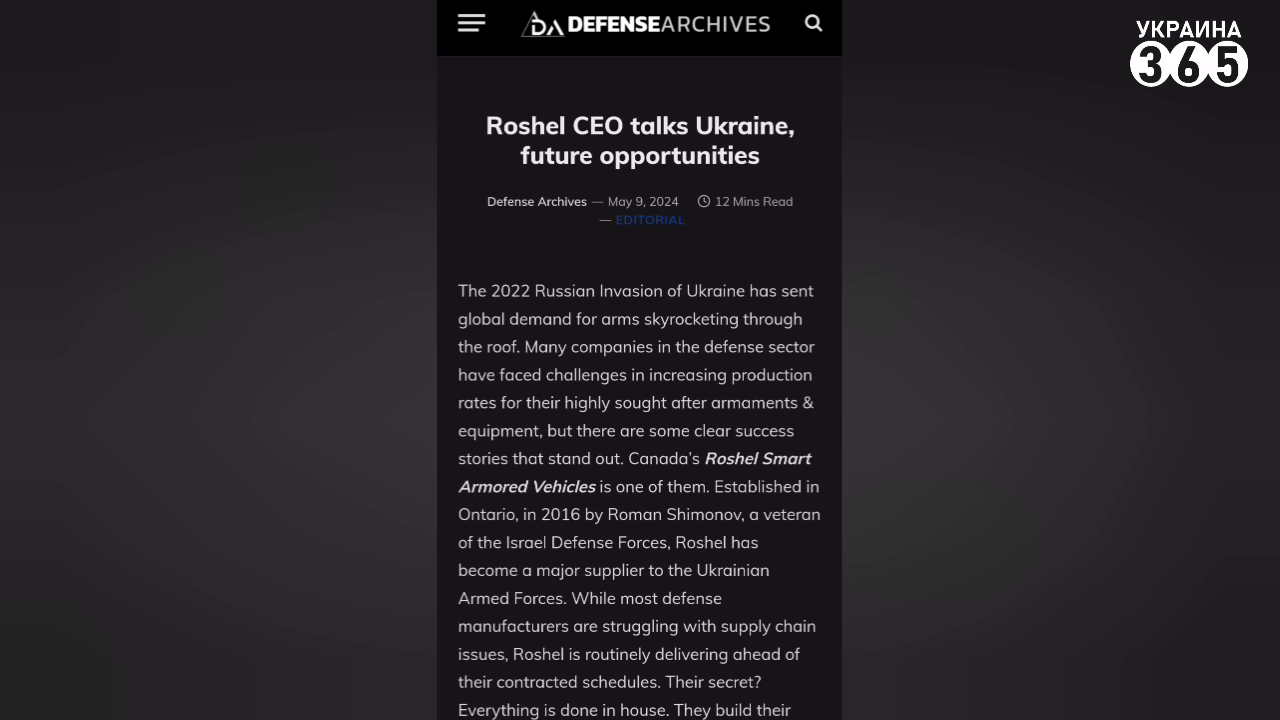 DA DEFENSEARCHIVES
УКРАИНА
365
Roshel CEO talks Ukraine,
future opportunities
Defense Archives — May 9, 2024 12 Mins Read
— EDITORIAL
The 2022 Russian Invasion of Ukraine has sent
global demand for arms skyrocketing through
the roof. Many companies in the defense sector
have faced challenges in increasing production
rates for their highly sought after armaments &
equipment, but there are some clear success
stories that stand out. Canada's Roshel Smart
Armored Vehicles is one of them. Established in
Ontario, in 2016 by Roman Shimonov, a veteran
of the Israel Defense Forces, Roshel has
become a major supplier to the Ukrainian
Armed Forces. While most defense
manufacturers are struggling with supply chain
issues, Roshel is routinely delivering ahead of
their contracted schedules. Their secret?
Everything is done in house. They build their